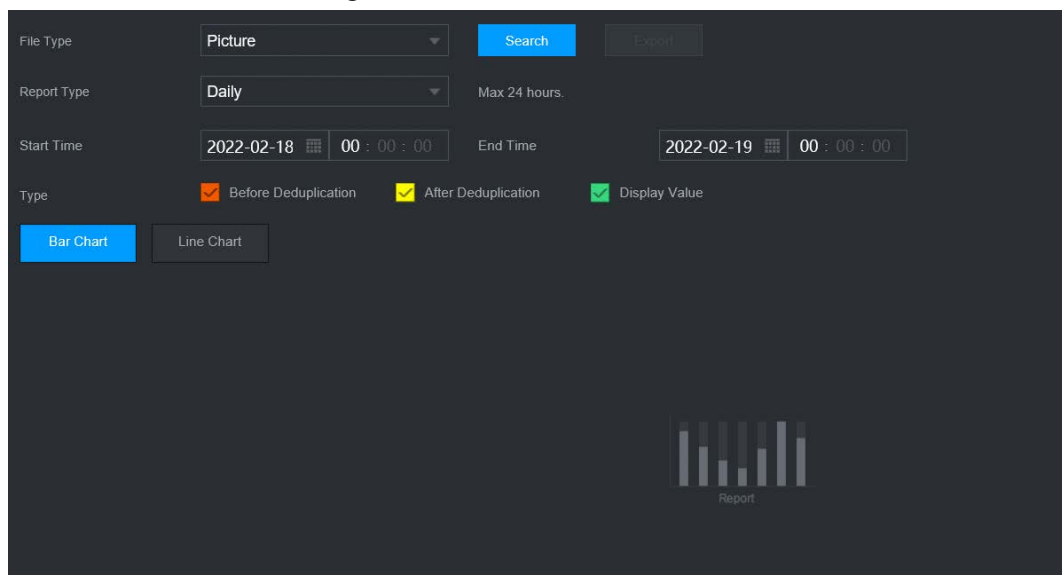 File Type Picture Search Export
Report Type Daily Max 24 hours.
Start Time 2022-02-18 00 : 00 : 00 End Time 2022-02-19 00 : 00 : 00
Type Before Deduplication After Deduplication Display Value
Bar Chart Line Chart
Report